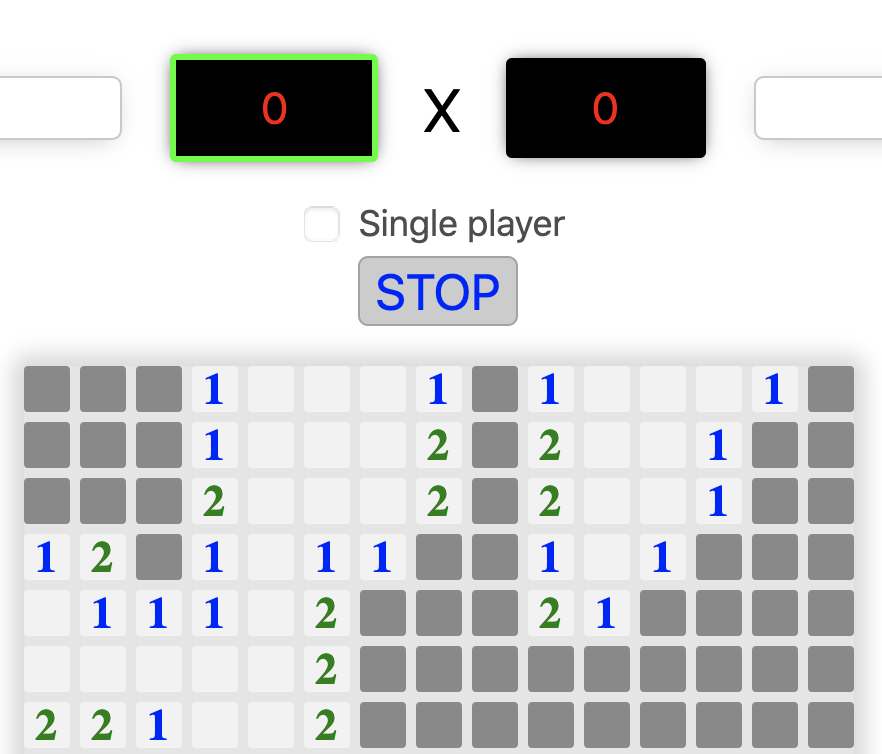 0 X 0
Single player
STOP
1 1 1 1
1 2 2 1
2 2 2 1
1 2 1 1 1 1 1
1 1 1 2 2 1
2
2 2 1 2